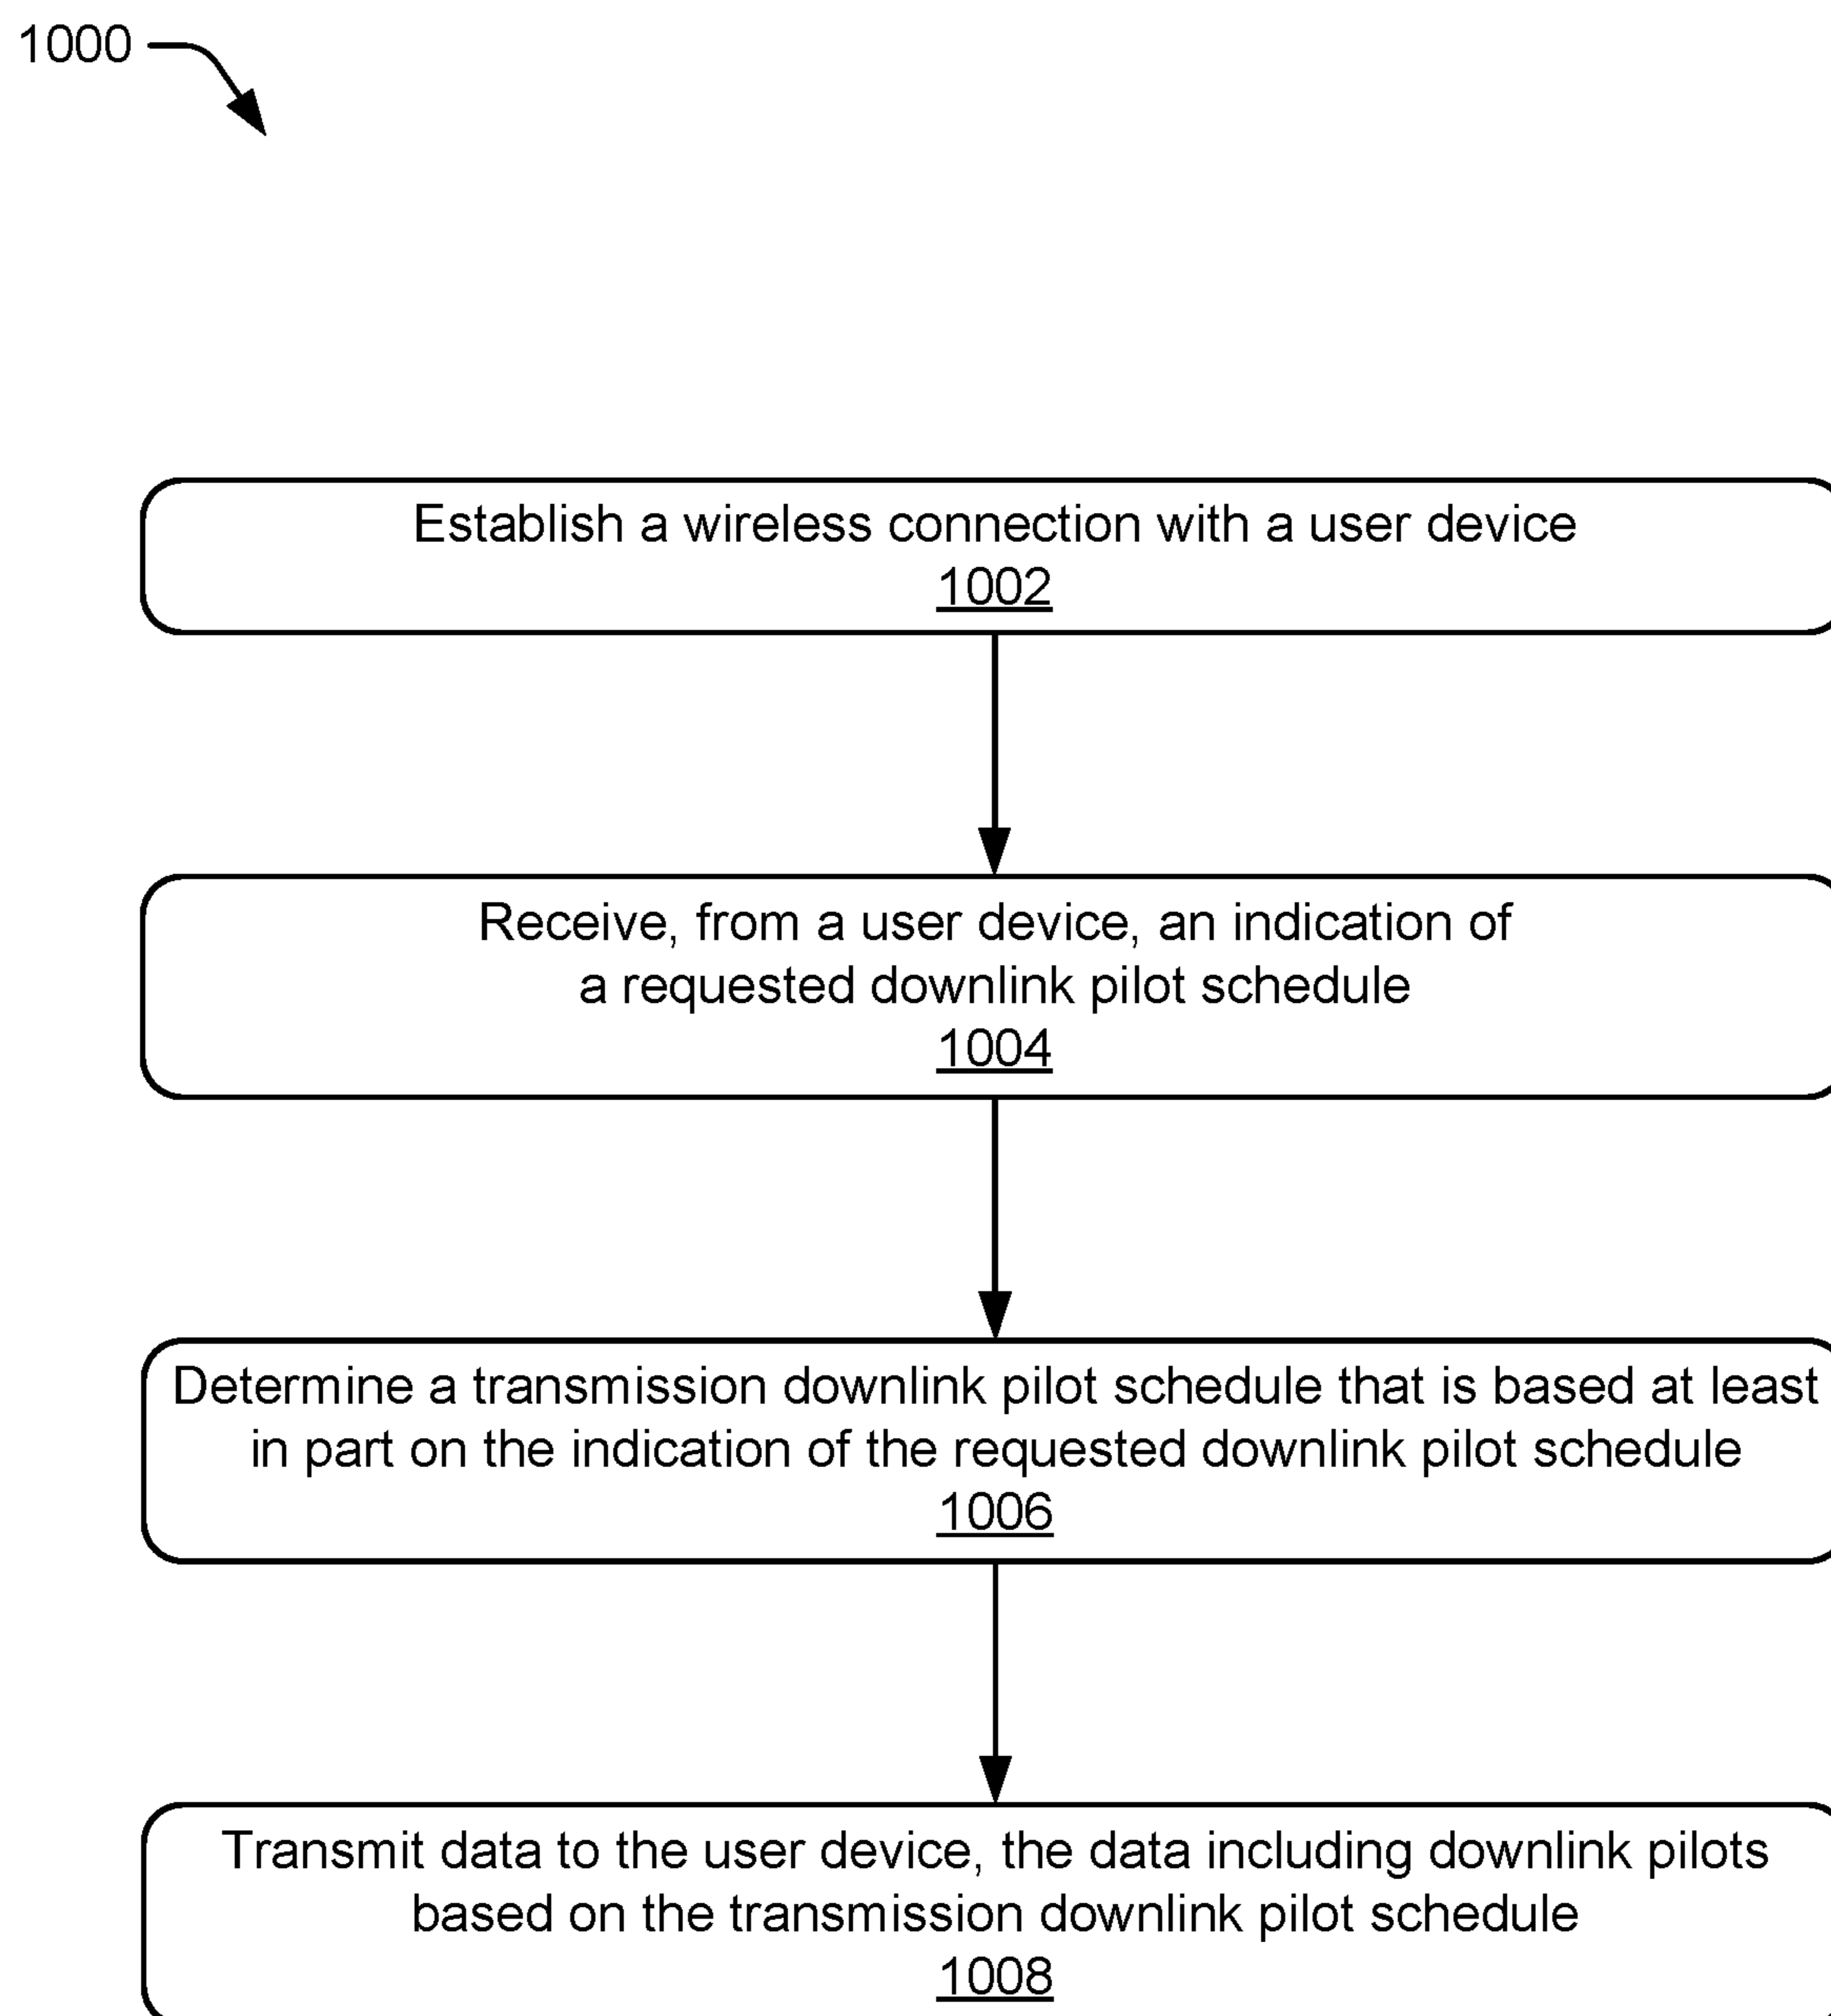 1000
Establish a wireless connection with a user device
1002
Receive, from a user device, an indication of
a requested downlink pilot schedule
1004
Determine a transmission downlink pilot schedule that is based at least
in part on the indication of the requested downlink pilot schedule
1006
Transmit data to the user device, the data including downlink pilots
based on the transmission downlink pilot schedule
1008